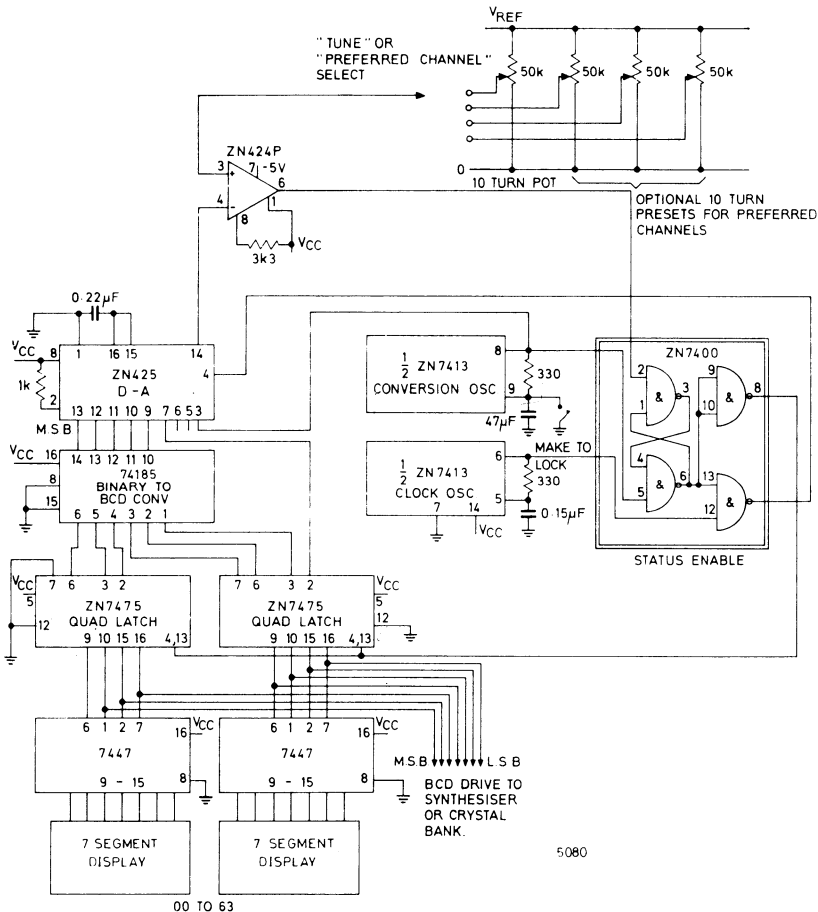 VREF
"TUNE" OR
"PREFERRED CHANNEL"
SELECT
50k 50k 50k 50k
ZN424P
3 + 7 -5V
6
4 - 8 1
VCC
3k3
0
10 TURN POT
OPTIONAL 10 TURN
PRESETS FOR PREFERRED
CHANNELS
0.22µF
VCC 8 1 16 15 14
1k
2
ZN425
D-A
4
13 12 11 10 9 7 6 5 3
M.S.B
1/2 ZN7413
CONVERSION OSC
8
9
330
47µF
MAKE TO
LOCK
1/2 ZN7413
CLOCK OSC
6
5
7 14
VCC
330
0.15µF
ZN7400
2 & 3
1
9 & 8
10
4 & 6
5
13 &
12
STATUS ENABLE
VCC 16 14 13 12 11 10
8
15
74185
BINARY TO
BCD CONV
6 5 4 3 2 1
7 6 3 2
VCC
5
12
ZN7475
QUAD LATCH
9 10 15 16 4,13
7 6 3 2
VCC
5
12
ZN7475
QUAD LATCH
9 10 15 16 4,13
6 1 2 7
16 VCC
7447
9 - 15 8
6 1 2 7
16 VCC
7447
9 - 15 8
M.S.B L.S.B
BCD DRIVE TO
SYNTHESISER
OR CRYSTAL
BANK.
7 SEGMENT
DISPLAY
7 SEGMENT
DISPLAY
5080
00 TO 63